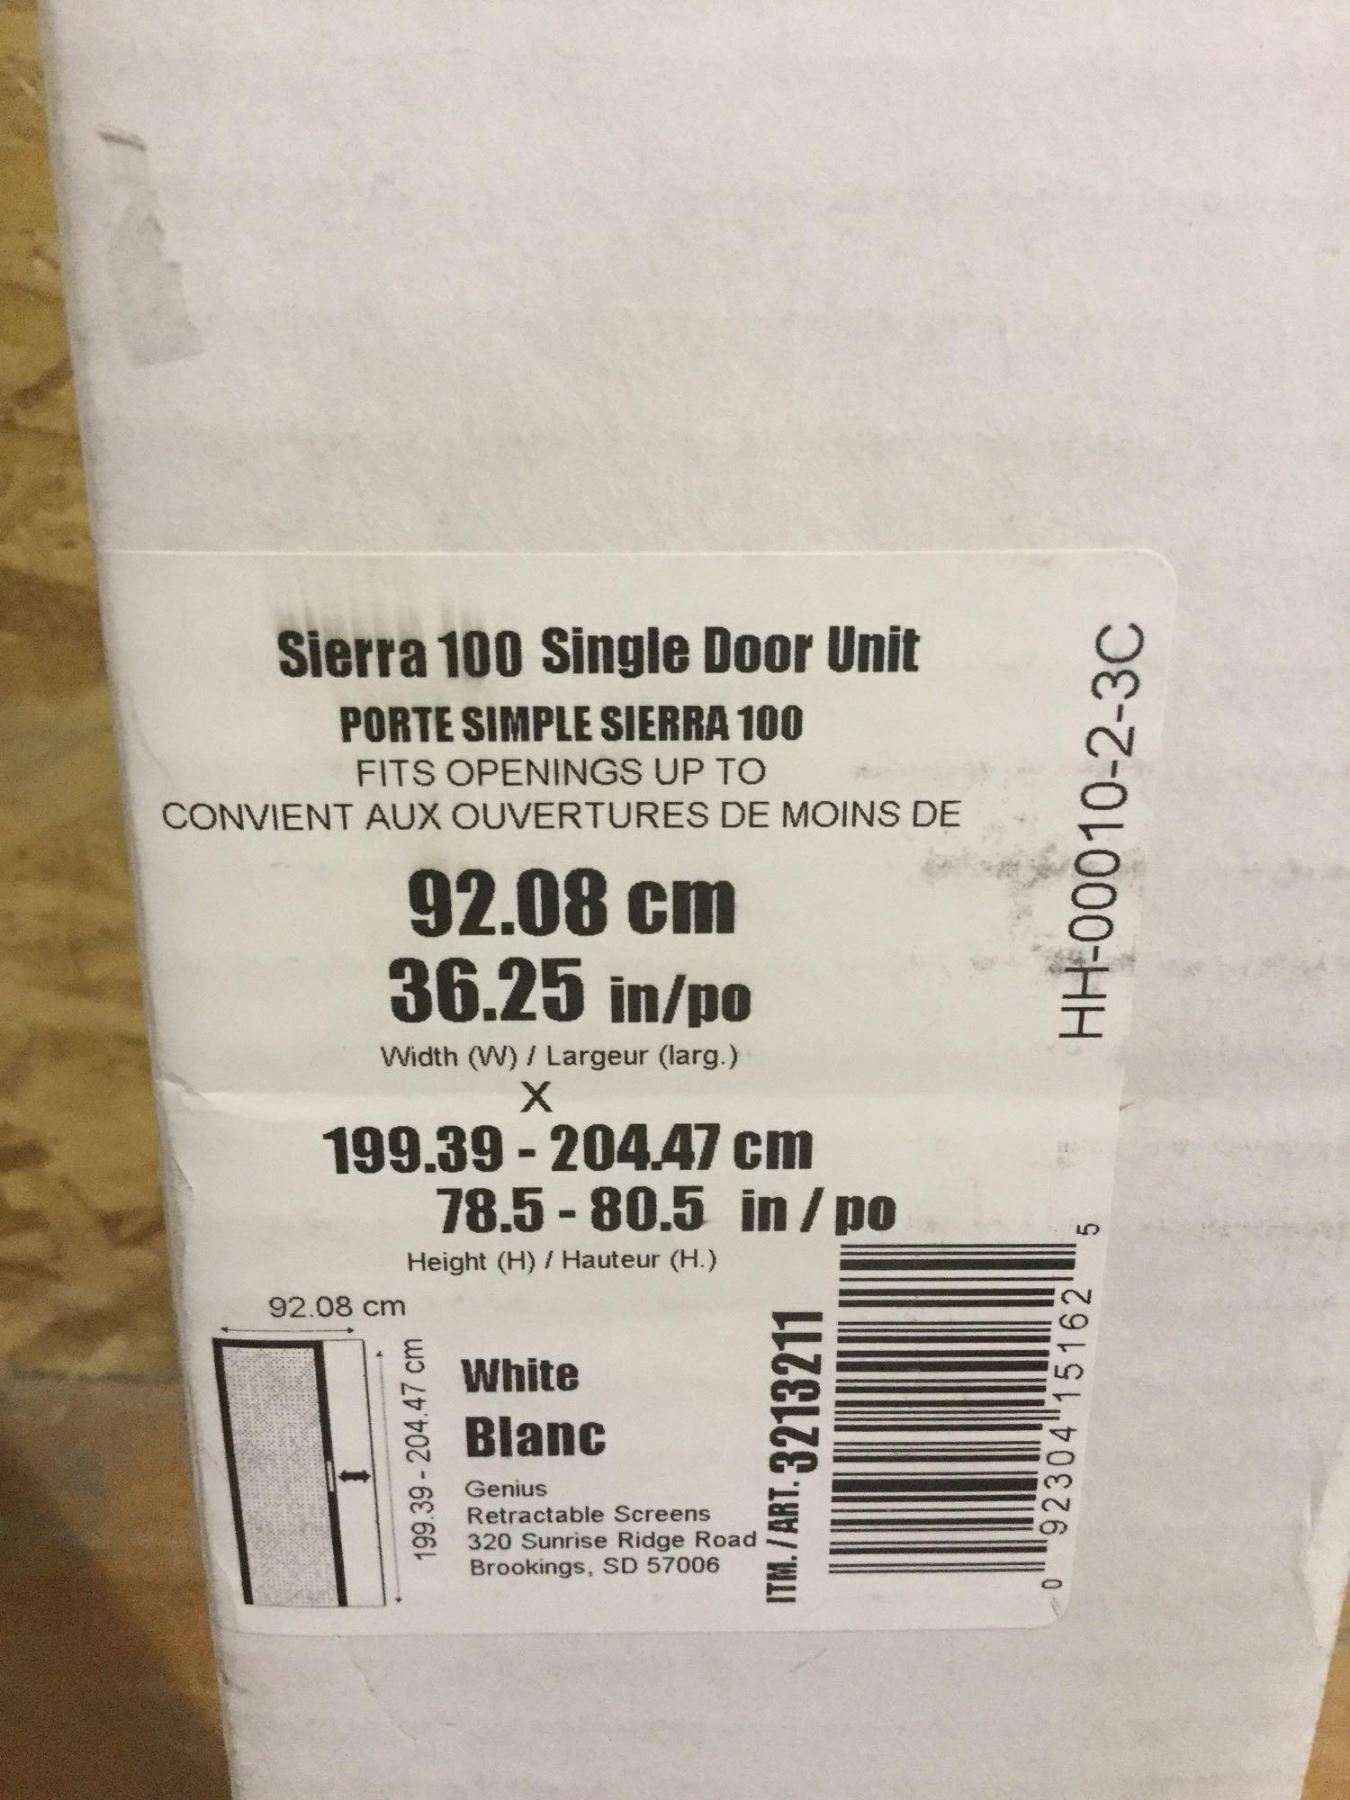 Sierra 100 Single Door Unit
PORTE SIMPLE SIERRA 100
FITS OPENINGS UP TO
CONVIENT AUX OUVERTURES DE MOINS DE
92.08 cm
36.25 in/po
Width (W) / Largeur (larg.)
X
199.39 - 204.47 cm
78.5 - 80.5 in / po
Height (H) / Hauteur (H.)
92.08 cm
199.39 - 204.47 cm
White
Blanc
Genius
Retractable Screens
320 Sunrise Ridge Road
Brookings, SD 57006
ITM. / ART. 3213211
0 92304 15162 5
HH-00010-2-3C